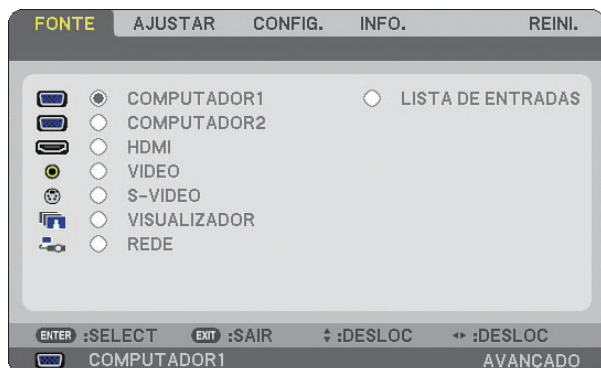 FONTE AJUSTAR CONFIG. INFO. REINI.
COMPUTADOR1 LISTA DE ENTRADAS
COMPUTADOR2
HDMI
VIDEO
S-VIDEO
VISUALIZADOR
REDE
ENTER :SELECT EXIT :SAIR :DESLOC :DESLOC
COMPUTADOR1 AVANÇADO